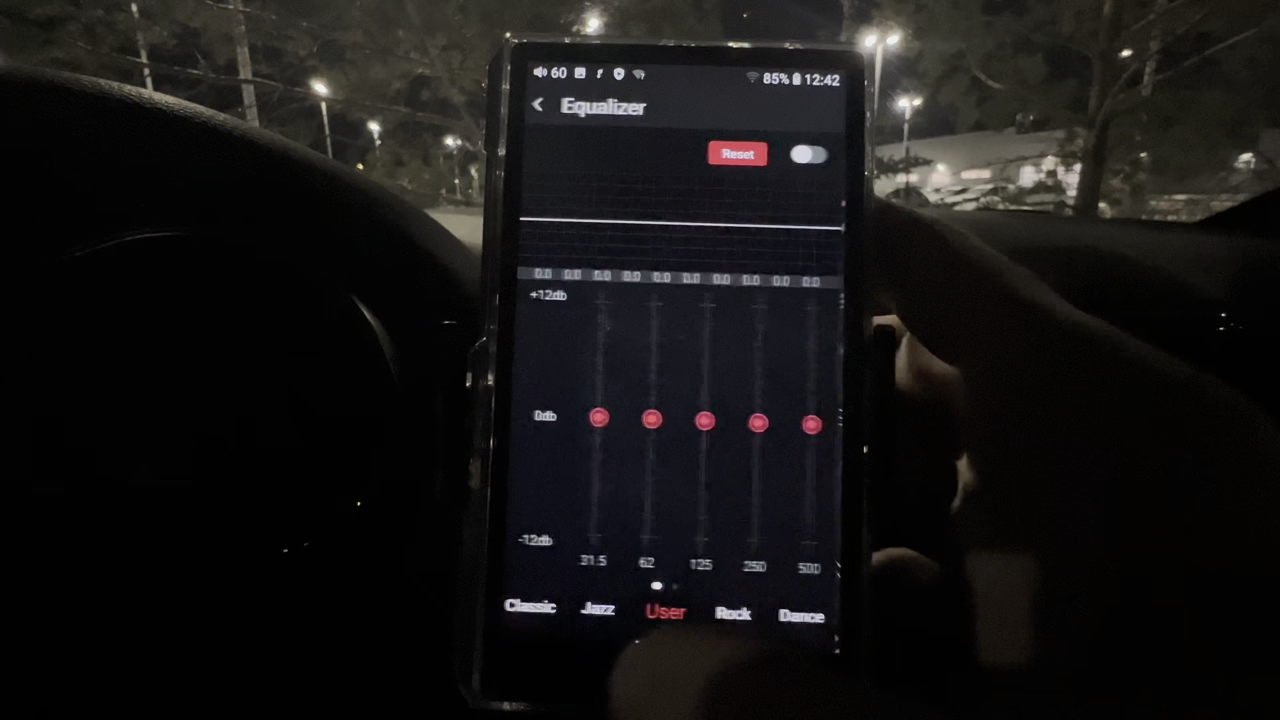 60 85% 12:42
Equalizer
Reset
0.0 0.0 0.0 0.0 0.0 0.0 0.0 0.0 0.0 0.0
+12db
0db
-12db
31.5 62 125 250 500
Classic Jazz User Rock Dance